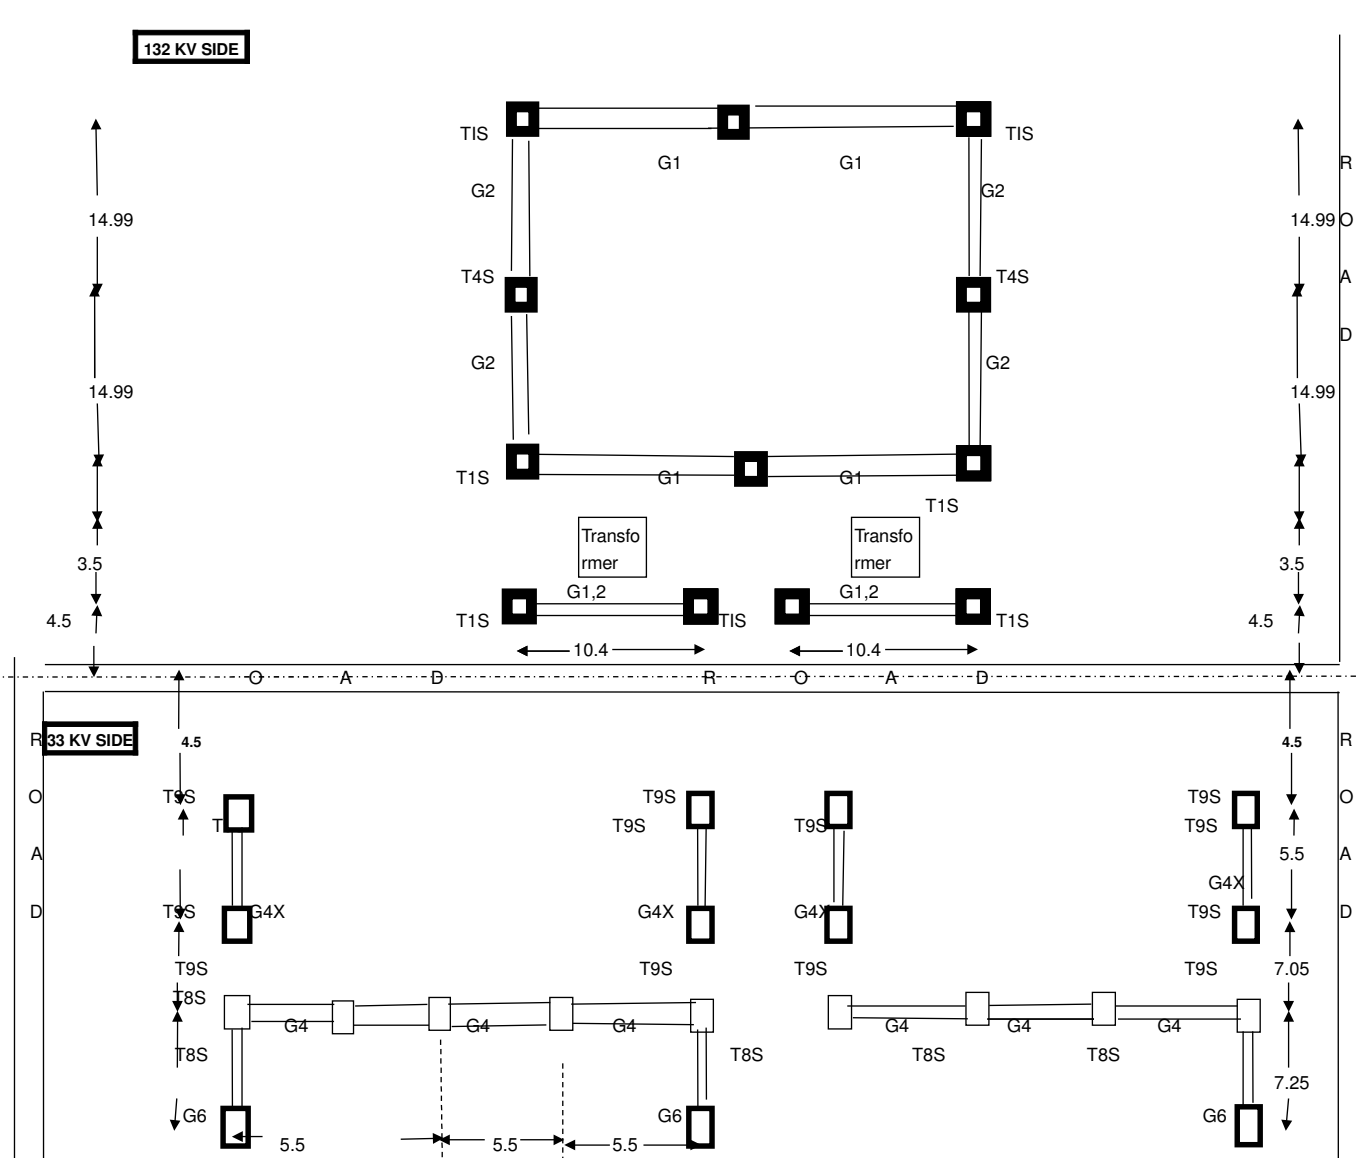 132 KV SIDE
TIS TIS
G1 G1 R
G2 G2
14.99 14.99 O
T4S T4S A
D
G2 G2
14.99 14.99
T1S G1 G1
T1S
Transfo Transfo
rmer rmer
3.5 3.5
G1,2 G1,2
4.5 T1S TIS T1S 4.5
10.4 10.4
O A D R O A D
R 33 KV SIDE 4.5 4.5 R
O T9S T9S T9S O
T T9S T9S T9S
A 5.5 A
G4X
D T9S G4X G4X G4X T9S D
T9S T9S T9S T9S 7.05
T8S
G4 G4 G4 G4 G4 G4
T8S T8S T8S T8S
7.25
G6 G6 G6
5.5 5.5 5.5